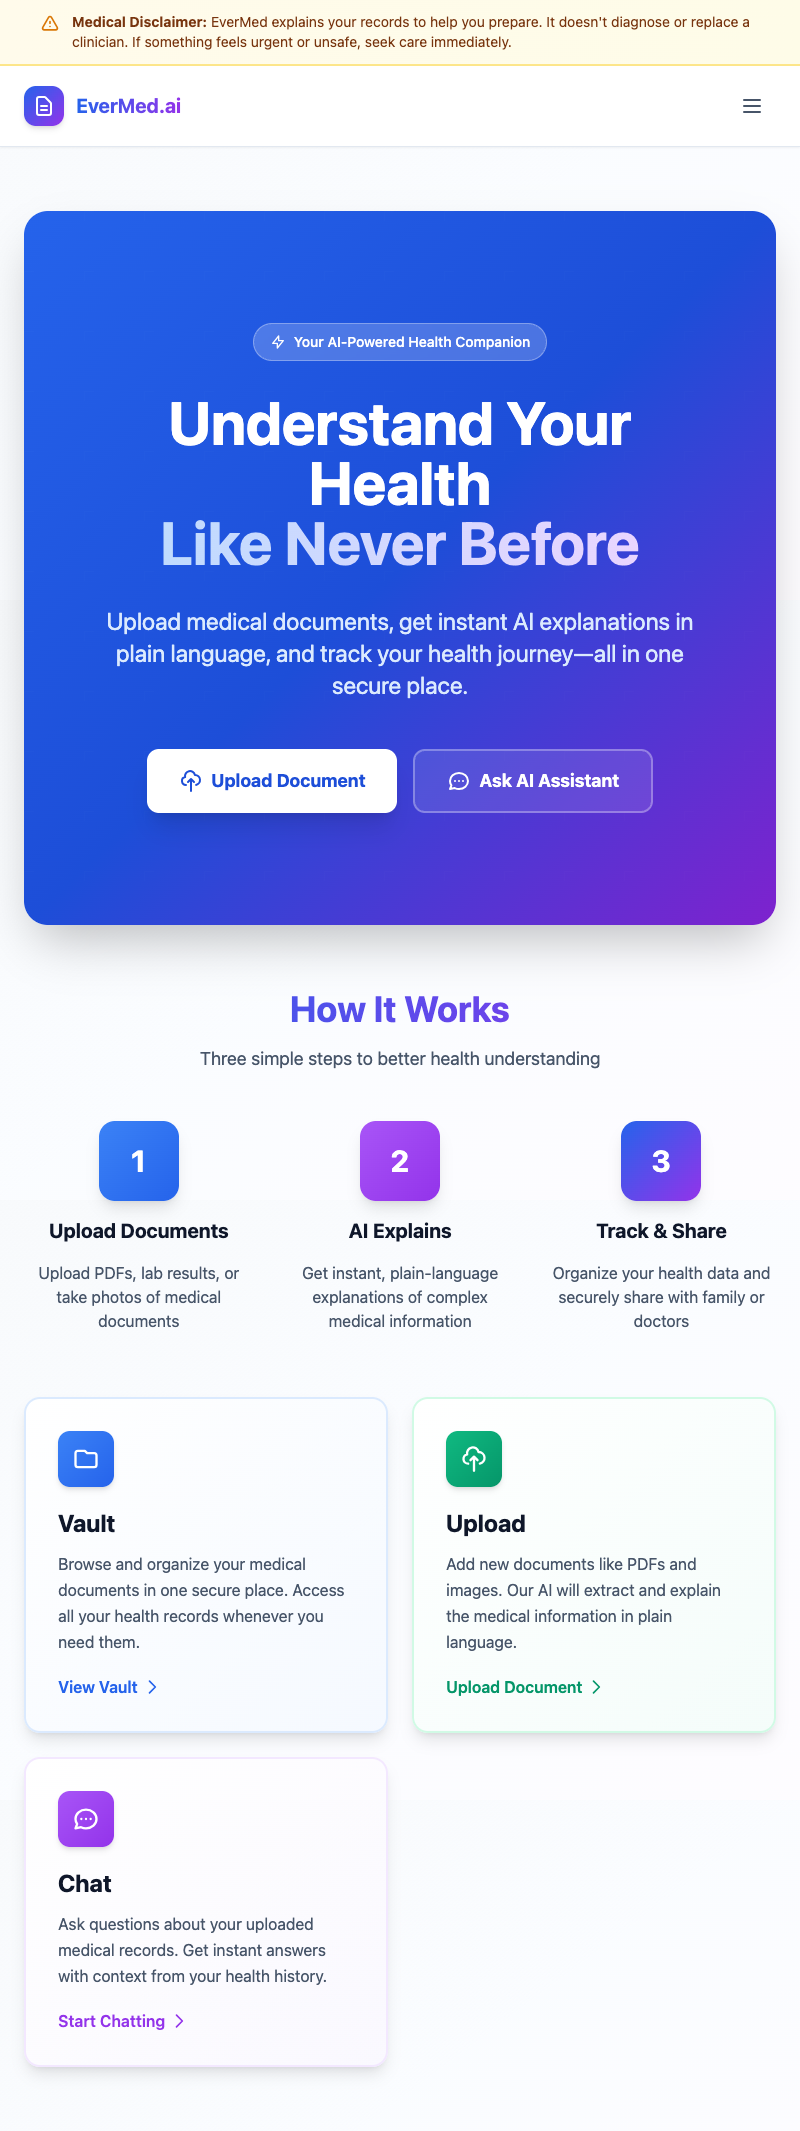 Medical Disclaimer: EverMed explains your records to help you prepare. It doesn't diagnose or replace a
clinician. If something feels urgent or unsafe, seek care immediately.
EverMed.ai
Your AI-Powered Health Companion
Understand Your
Health
Like Never Before
Upload medical documents, get instant AI explanations in
plain language, and track your health journey—all in one
secure place.
Upload Document
Ask AI Assistant
How It Works
Three simple steps to better health understanding
1
Upload Documents
Upload PDFs, lab results, or
take photos of medical
documents
2
AI Explains
Get instant, plain-language
explanations of complex
medical information
3
Track & Share
Organize your health data and
securely share with family or
doctors
Vault
Browse and organize your medical
documents in one secure place. Access
all your health records whenever you
need them.
View Vault
Upload
Add new documents like PDFs and
images. Our AI will extract and explain
the medical information in plain
language.
Upload Document
Chat
Ask questions about your uploaded
medical records. Get instant answers
with context from your health history.
Start Chatting